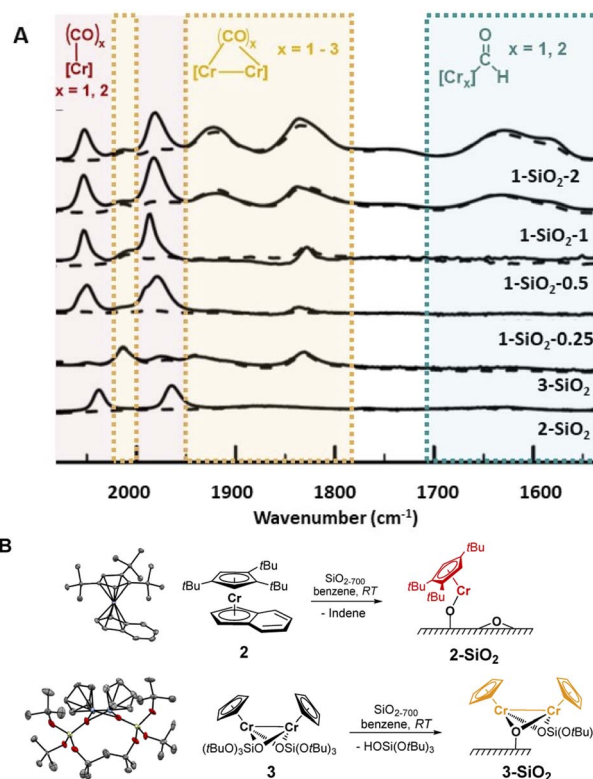 A
(CO)x
[Cr]
x = 1, 2
(CO)x
[Cr Cr]
x = 1 - 3
O
[Crx] C H
x = 1, 2
1-SiO2-2
1-SiO2-1
1-SiO2-0.5
1-SiO2-0.25
3-SiO2
2-SiO2
2000 1900 1800 1700 1600
Wavenumber (cm-1)
B
tBu
tBu
tBu
Cr
2
SiO2-700
benzene, RT
- Indene
tBu
tBu
tBu
Cr
O
O
2-SiO2
Cr Cr
(tBuO)3SiO OSi(OtBu)3
3
SiO2-700
benzene, RT
- HOSi(OtBu)3
Cr Cr
O OSi(OtBu)3
3-SiO2